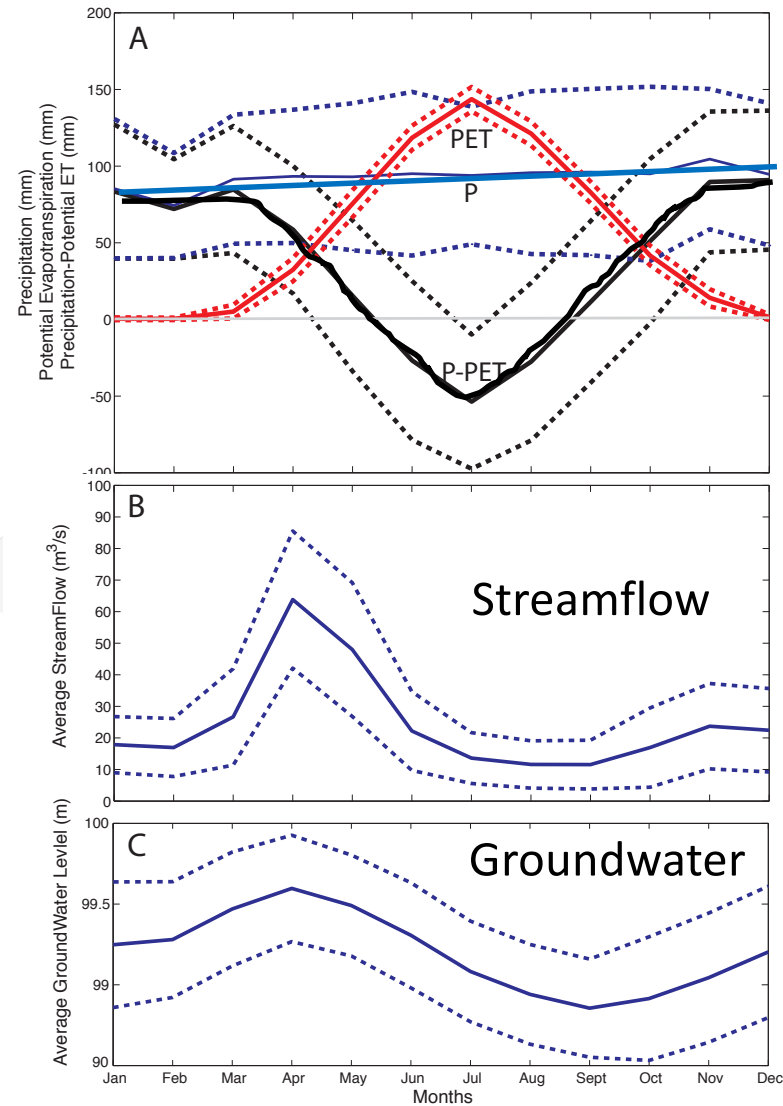 A
200
150
100
50
0
-50
-100
Precipitation (mm)
Potential Evapotranspiration (mm)
Precipitation-Potential ET (mm)
PET
P
P-PET
B
100
90
80
70
60
50
40
30
20
10
0
Average StreamFlow (m³/s)
Streamflow
C
100
99.5
99
90
Average GroundWater Levlel (m)
Groundwater
Jan Feb Mar Apr May Jun Jul Aug Sept Oct Nov Dec
Months